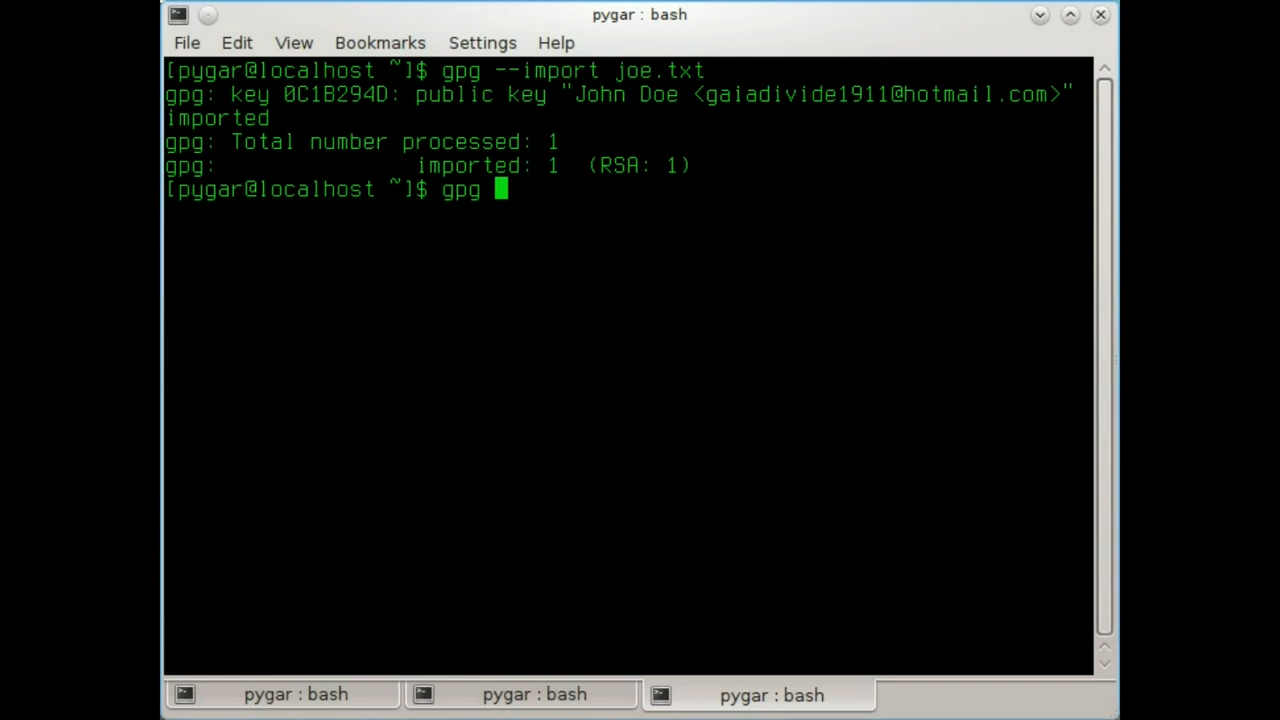 pygar : bash
File Edit View Bookmarks Settings Help
[pygar@localhost ~]$ gpg --import joe.txt
gpg: key 0C1B294D: public key "John Doe <gaiadivide1911@hotmail.com>"
imported
gpg: Total number processed: 1
gpg:               imported: 1  (RSA: 1)
[pygar@localhost ~]$ gpg
pygar : bash pygar : bash pygar : bash